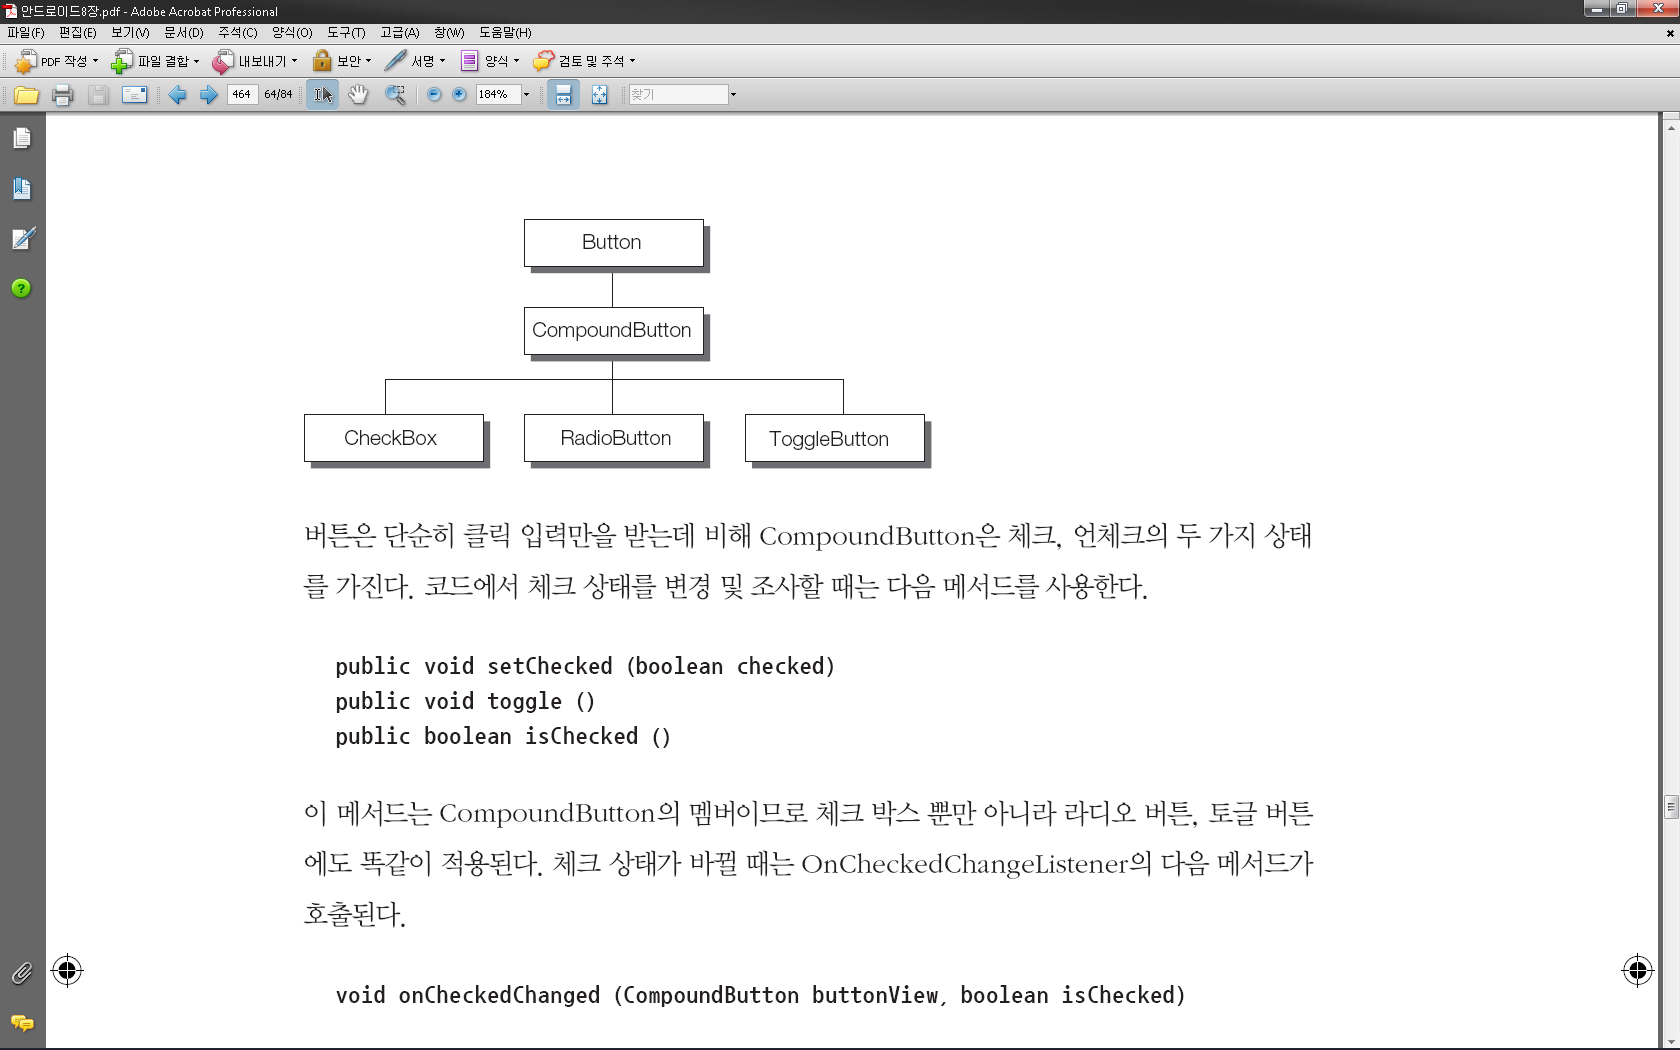 안드로이드8장.pdf - Adobe Acrobat Professional
파일(F) 편집(E) 보기(V) 문서(D) 주석(C) 양식(O) 도구(T) 고급(A) 창(W) 도움말(H)
PDF 작성 파일 결합 내보내기 보안 서명 양식 검토 및 주석
464 64/84 184% 찾기
Button
CompoundButton
CheckBox RadioButton ToggleButton
버튼은 단순히 클릭 입력만을 받는데 비해 CompoundButton은 체크, 언체크의 두 가지 상태
를 가진다. 코드에서 체크 상태를 변경 및 조사할 때는 다음 메서드를 사용한다.
public void setChecked (boolean checked)
public void toggle ()
public boolean isChecked ()
이 메서드는 CompoundButton의 멤버이므로 체크 박스 뿐만 아니라 라디오 버튼, 토글 버튼
에도 똑같이 적용된다. 체크 상태가 바뀔 때는 OnCheckedChangeListener의 다음 메서드가
호출된다.
void onCheckedChanged (CompoundButton buttonView, boolean isChecked)